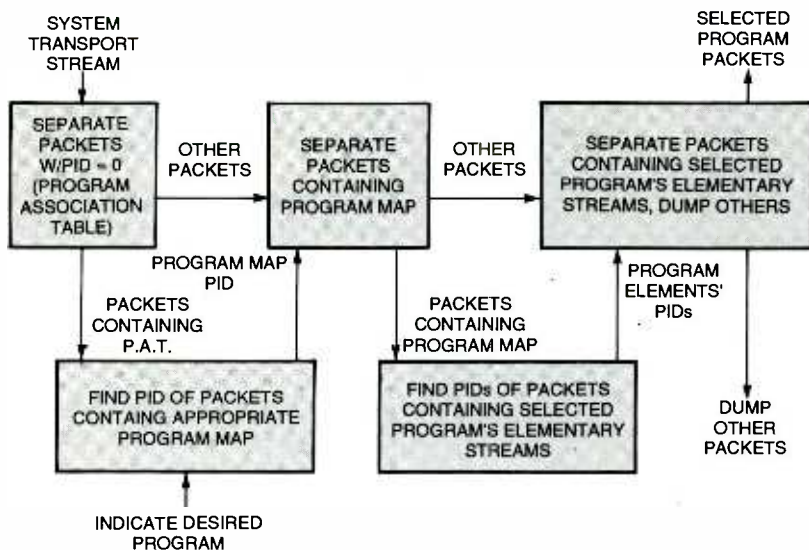 SYSTEM
TRANSPORT
STREAM
SELECTED
PROGRAM
PACKETS
SEPARATE
PACKETS
W/PID = 0
(PROGRAM
ASSOCIATION
TABLE)
OTHER
PACKETS
SEPARATE
PACKETS
CONTAINING
PROGRAM MAP
OTHER
PACKETS
SEPARATE PACKETS
CONTAINING SELECTED
PROGRAM'S ELEMENTARY
STREAMS, DUMP OTHERS
PACKETS
CONTAINING
P.A.T.
PROGRAM MAP
PID
PACKETS
CONTAINING
PROGRAM MAP
PROGRAM
ELEMENTS'
PIDs
FIND PID OF PACKETS
CONTAING APPROPRIATE
PROGRAM MAP
FIND PIDs OF PACKETS
CONTAINING SELECTED
PROGRAM'S ELEMENTARY
STREAMS
DUMP
OTHER
PACKETS
INDICATE DESIRED
PROGRAM